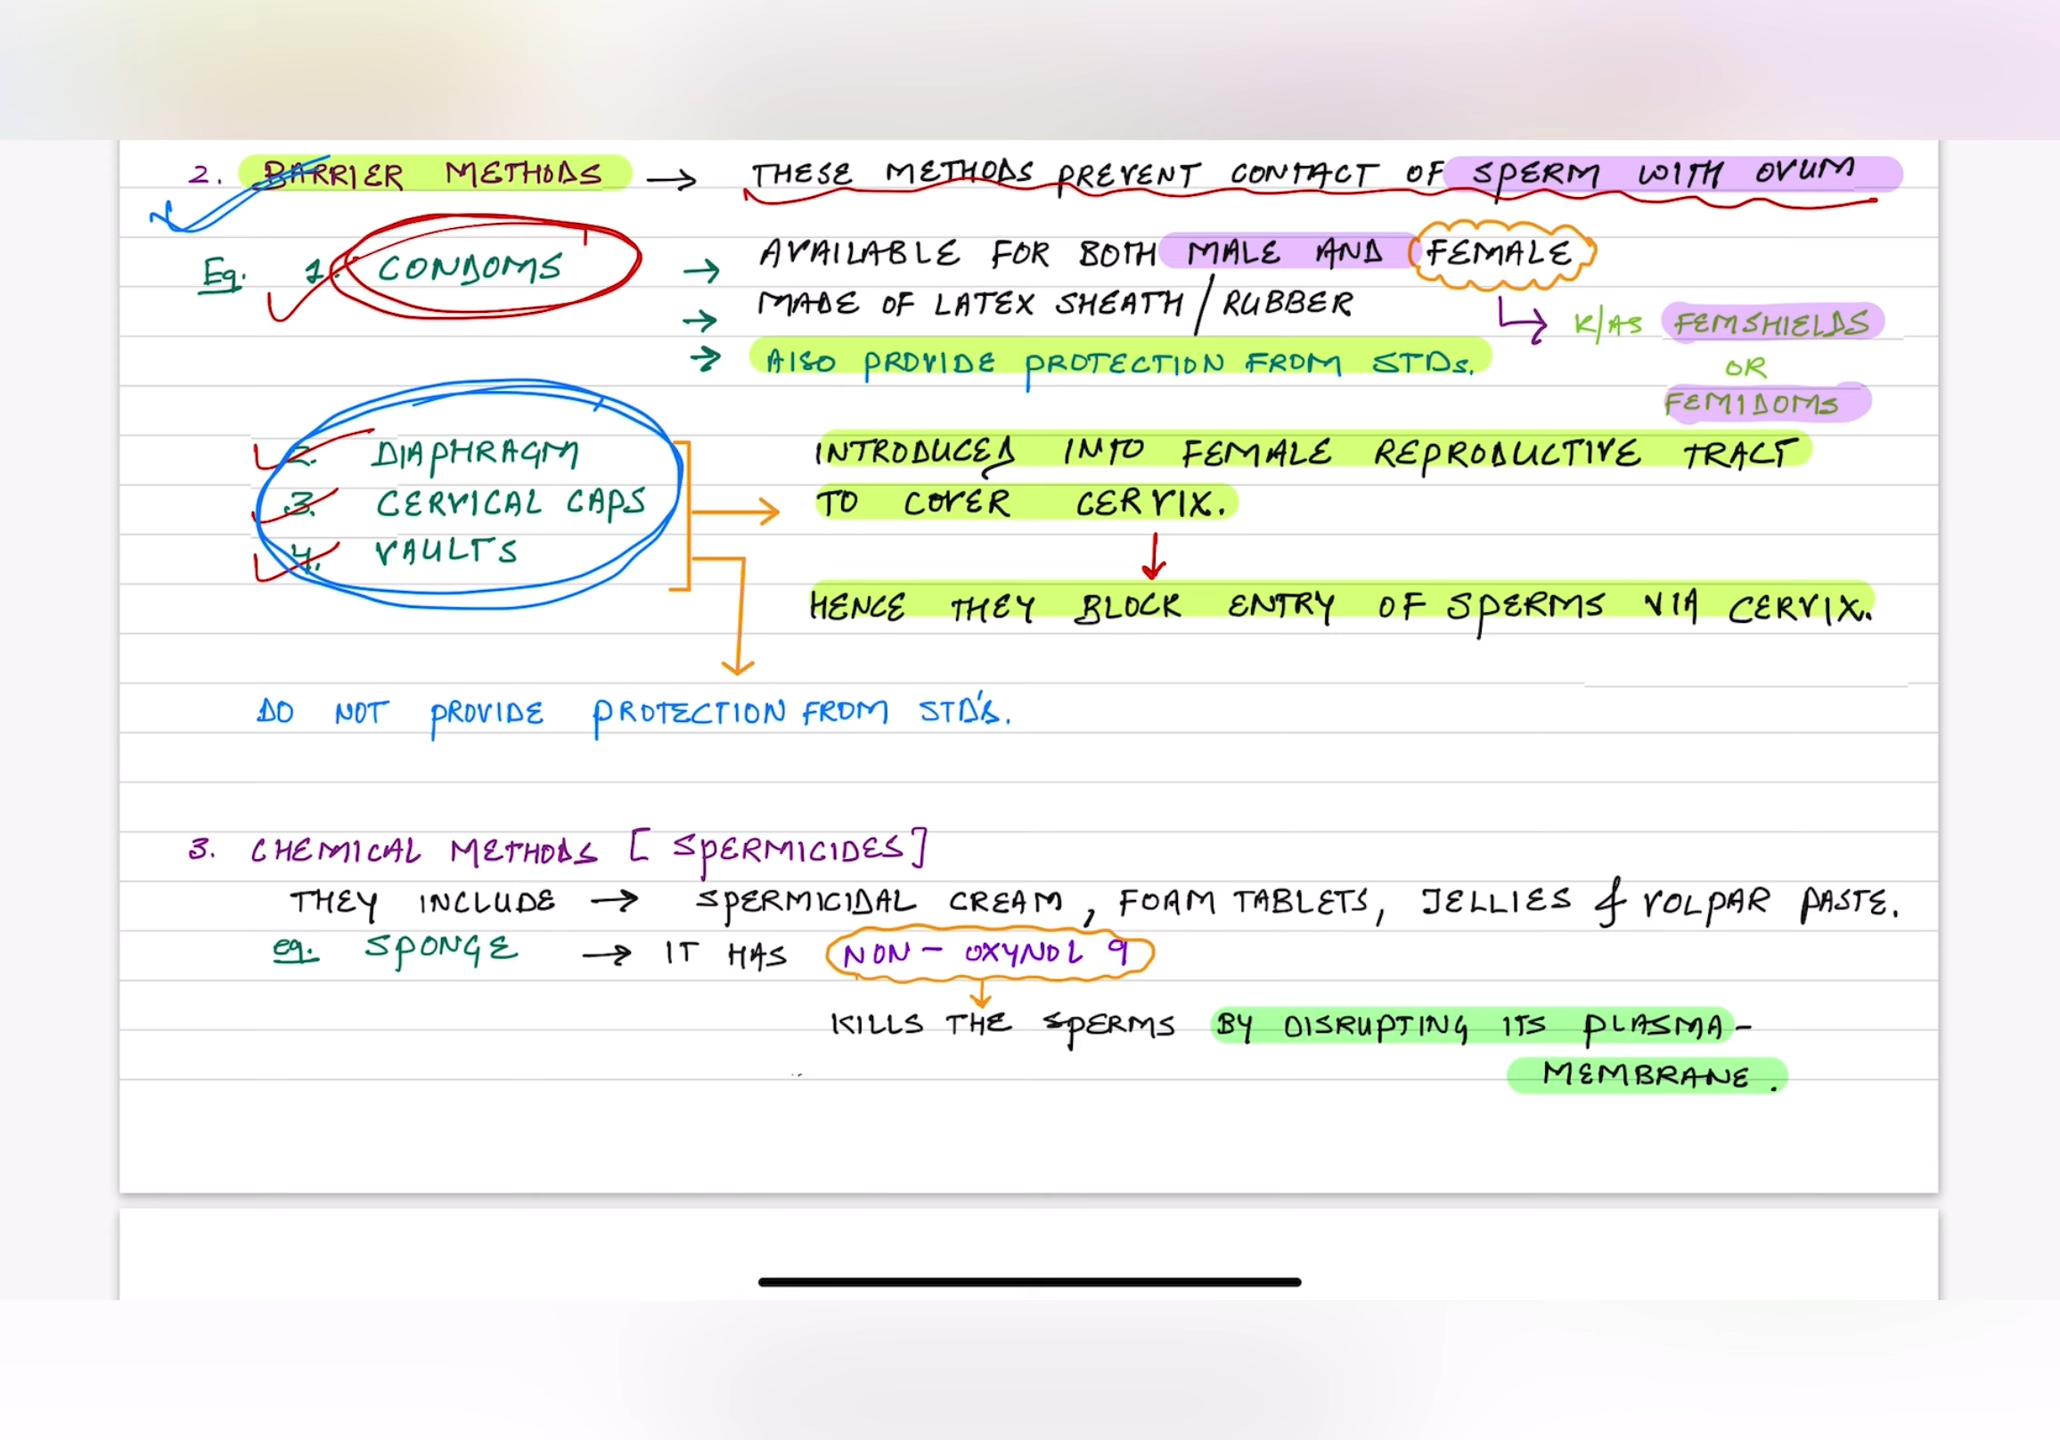 2. BARRIER METHODS → THESE METHODS PREVENT CONTACT OF SPERM WITH OVUM
Eg. 1. CONDOMS → AVAILABLE FOR BOTH MALE AND FEMALE
→ MADE OF LATEX SHEATH / RUBBER
K/AS FEMSHIELDS
OR
FEMIDOMS
→ ALSO PROVIDE PROTECTION FROM STDs.
2. DIAPHRAGM
3. CERVICAL CAPS
4. VAULTS
INTRODUCED INTO FEMALE REPRODUCTIVE TRACT
TO COVER CERVIX.
HENCE THEY BLOCK ENTRY OF SPERMS VIA CERVIX.
DO NOT PROVIDE PROTECTION FROM STD's.
3. CHEMICAL METHODS [SPERMICIDES]
THEY INCLUDE → SPERMICIDAL CREAM, FOAM TABLETS, JELLIES & VOLPAR PASTE.
eg. SPONGE → IT HAS NON-OXYNOL 9
KILLS THE SPERMS BY DISRUPTING ITS PLASMA-
MEMBRANE.